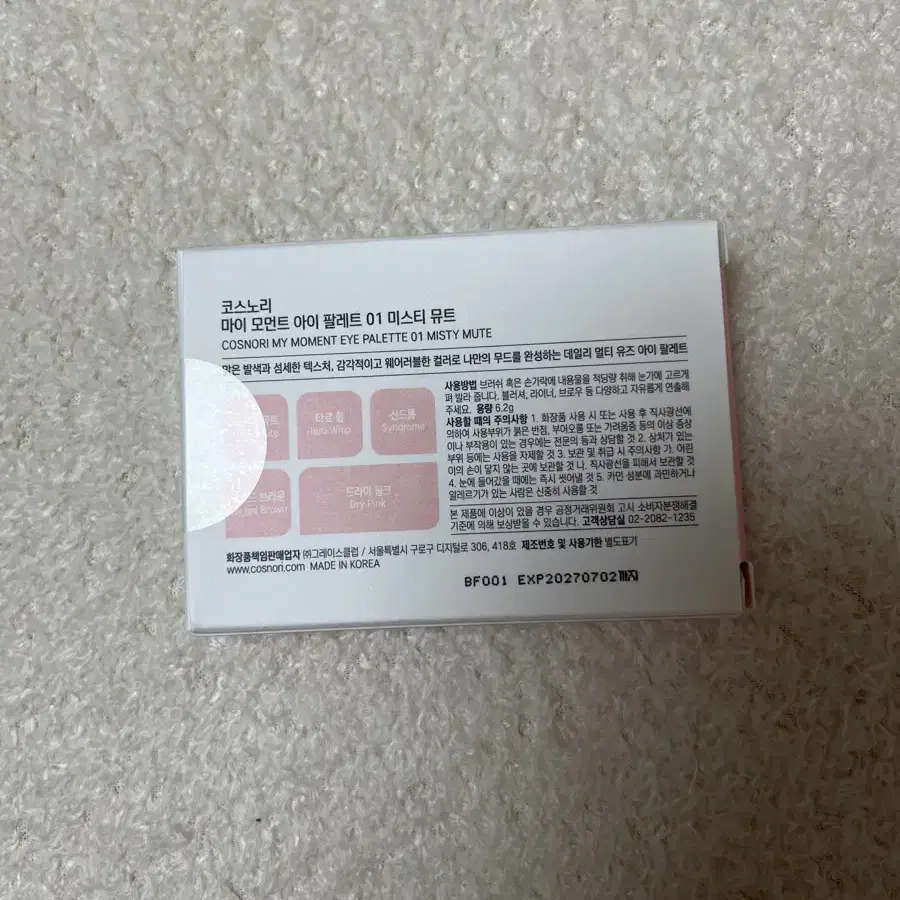 코스노리
마이 모먼트 아이 팔레트 01 미스티 뮤트
COSNORI MY MOMENT EYE PALETTE 01 MISTY MUTE
맑은 발색과 섬세한 텍스처, 감각적이고 웨어러블한 컬러로 나만의 무드를 완성하는 데일리 멀티 유즈 아이 팔레트
타로 휩
Taro Whip
신드롬
Syndrome
브라운
Brown
드라이 핑크
Dry Pink
사용방법 브러쉬 혹은 손가락에 내용물을 적당량 취해 눈가에 고르게
펴 발라 줍니다. 블러셔, 라이너, 브로우 등 다양하고 자유롭게 연출해
주세요. 용량 6.2g
사용할 때의 주의사항 1. 화장품 사용 시 또는 사용 후 직사광선에
의하여 사용부위가 붉은 반점, 부어오름 또는 가려움증 등의 이상 증상
이나 부작용이 있는 경우에는 전문의 등과 상담할 것 2. 상처가 있는
부위 등에는 사용을 자제할 것 3. 보관 및 취급 시 주의사항 가. 어린
이의 손이 닿지 않는 곳에 보관할 것 나. 직사광선을 피해서 보관할 것
4. 눈에 들어갔을 때에는 즉시 씻어낼 것 5. 카민 성분에 과민하거나
알레르기가 있는 사람은 신중히 사용할 것
본 제품에 이상이 있을 경우 공정거래위원회 고시 소비자분쟁해결
기준에 의해 보상받을 수 있습니다. 고객상담실 02-2082-1235
화장품책임판매업자 ㈜그레이스클럽 / 서울특별시 구로구 디지털로 306, 418호 제조번호 및 사용기한 별도표기
www.cosnori.com MADE IN KOREA
BF001 EXP20270702까지